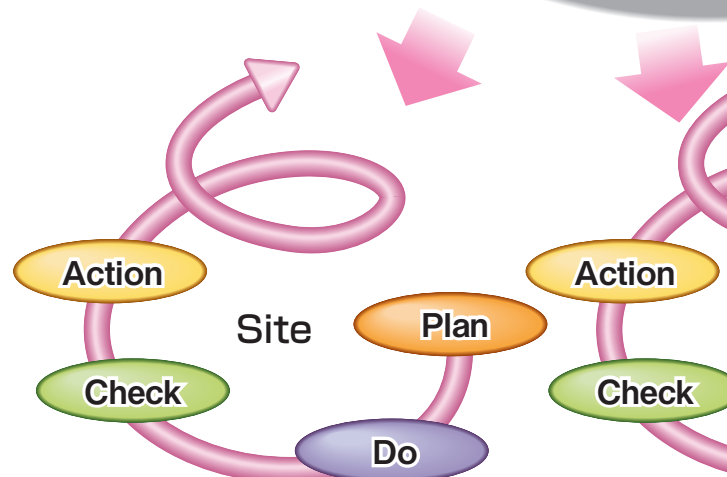 Action
Site
Plan
Check
Do
Action
Check